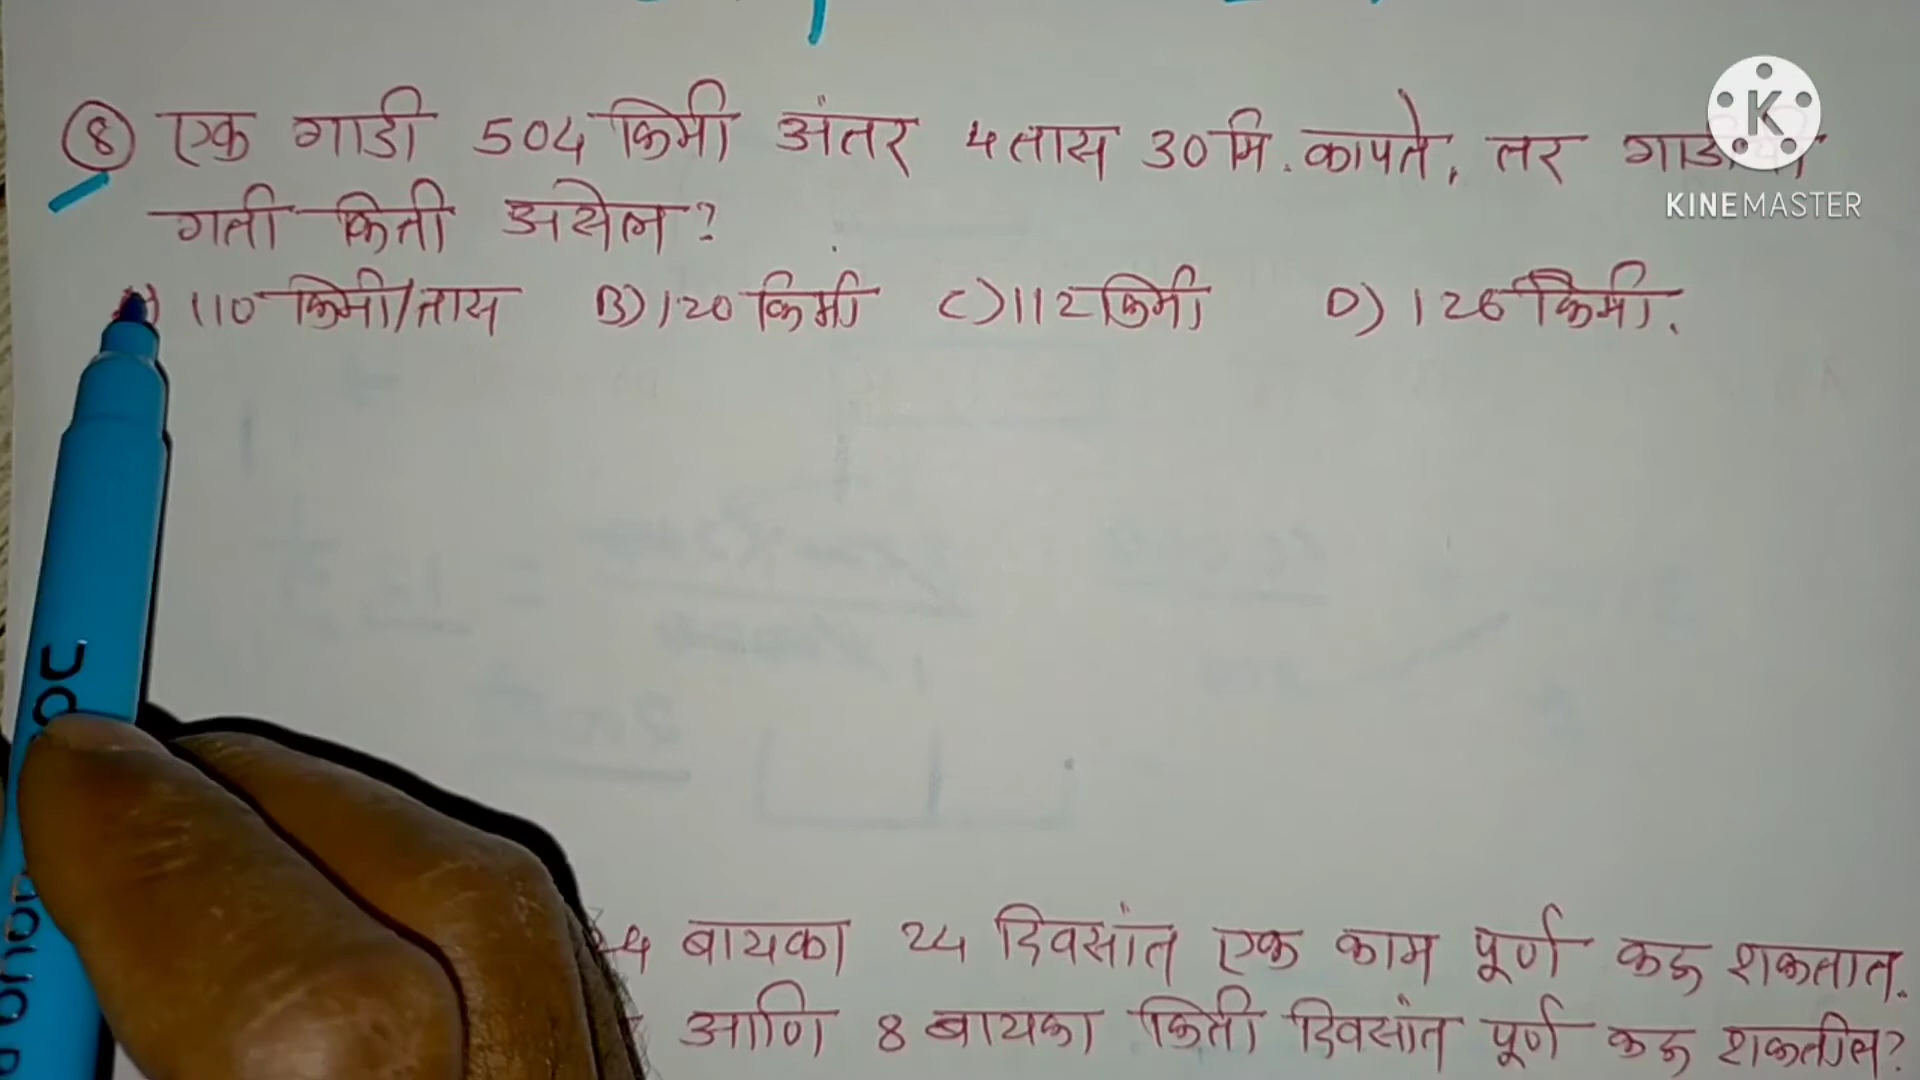 8 एक गाडी 504 किमी अंतर 4 तास 30 मि. कापते, तर
गती किती असेल?
110 किमी/तास B) 120 किमी C) 112 किमी D) 126 किमी.
24 बायका 24 दिवसांत एक काम पूर्ण करू शकतात.
आणि 8 बायका किती दिवसांत पूर्ण करू शकतील?
K
KINEMASTER